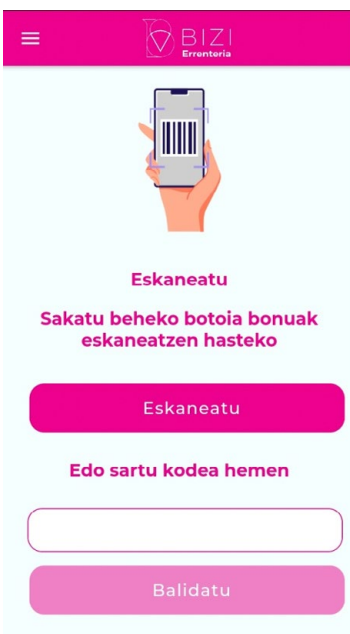 BIZI
Errenteria
Eskaneatu
Sakatu beheko botoia bonuak
eskaneatzen hasteko
Eskaneatu
Edo sartu kodea hemen
Balidatu